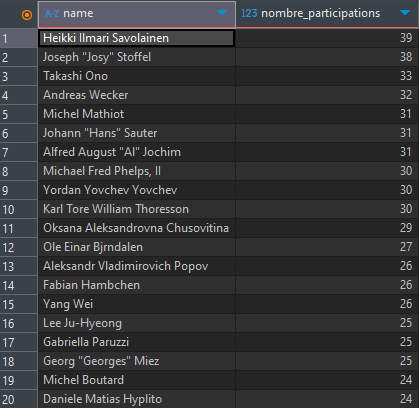 A-Z name 123 nombre_participations
1 Heikki Ilmari Savolainen 39
2 Joseph "Josy" Stoffel 38
3 Takashi Ono 33
4 Andreas Wecker 32
5 Michel Mathiot 31
6 Johann "Hans" Sauter 31
7 Alfred August "Al" Jochim 31
8 Michael Fred Phelps, II 30
9 Yordan Yovchev Yovchev 30
10 Karl Tore William Thoresson 30
11 Oksana Aleksandrovna Chusovitina 29
12 Ole Einar Bjrndalen 27
13 Aleksandr Vladimirovich Popov 26
14 Fabian Hambchen 26
15 Yang Wei 26
16 Lee Ju-Hyeong 25
17 Gabriella Paruzzi 25
18 Georg "Georges" Miez 25
19 Michel Boutard 24
20 Daniele Matias Hyplito 24